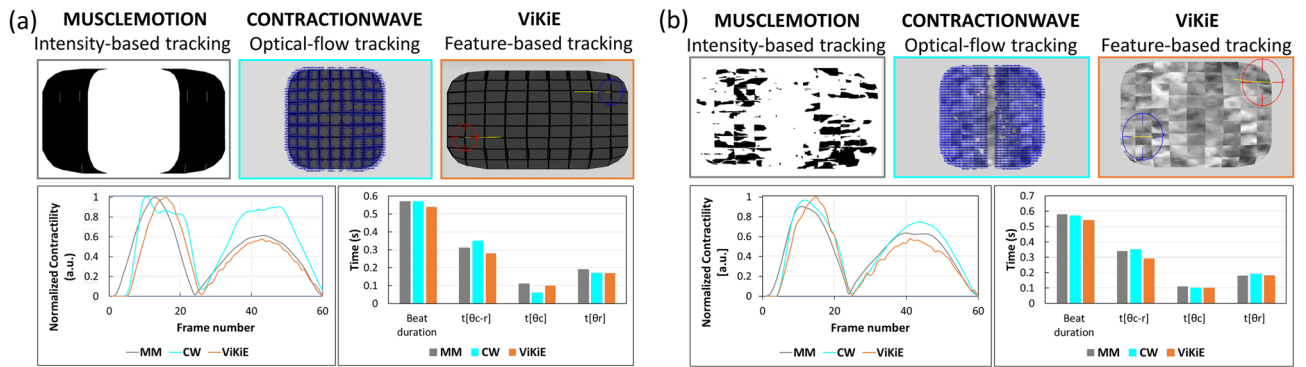 (a)
MUSCLEMOTION
Intensity-based tracking
CONTRACTIONWAVE
Optical-flow tracking
ViKiE
Feature-based tracking
Normalized Contractility
(a.u.)
1
0.8
0.6
0.4
0.2
0
0
20
40
60
Frame number
MM
CW
ViKiE
Time (s)
0.6
0.5
0.4
0.3
0.2
0.1
0
Beat
duration
t[θc-r]
t[θc]
t[θr]
MM
CW
ViKiE
(b)
MUSCLEMOTION
Intensity-based tracking
CONTRACTIONWAVE
Optical-flow tracking
ViKiE
Feature-based tracking
Normalized Contractility
[a.u.]
1
0.8
0.6
0.4
0.2
0
0
20
40
60
Frame number
MM
CW
ViKiE
Time (s)
0.7
0.6
0.5
0.4
0.3
0.2
0.1
0
Beat
duration
t[θc-r]
t[θc]
t[θr]
MM
CW
ViKiE